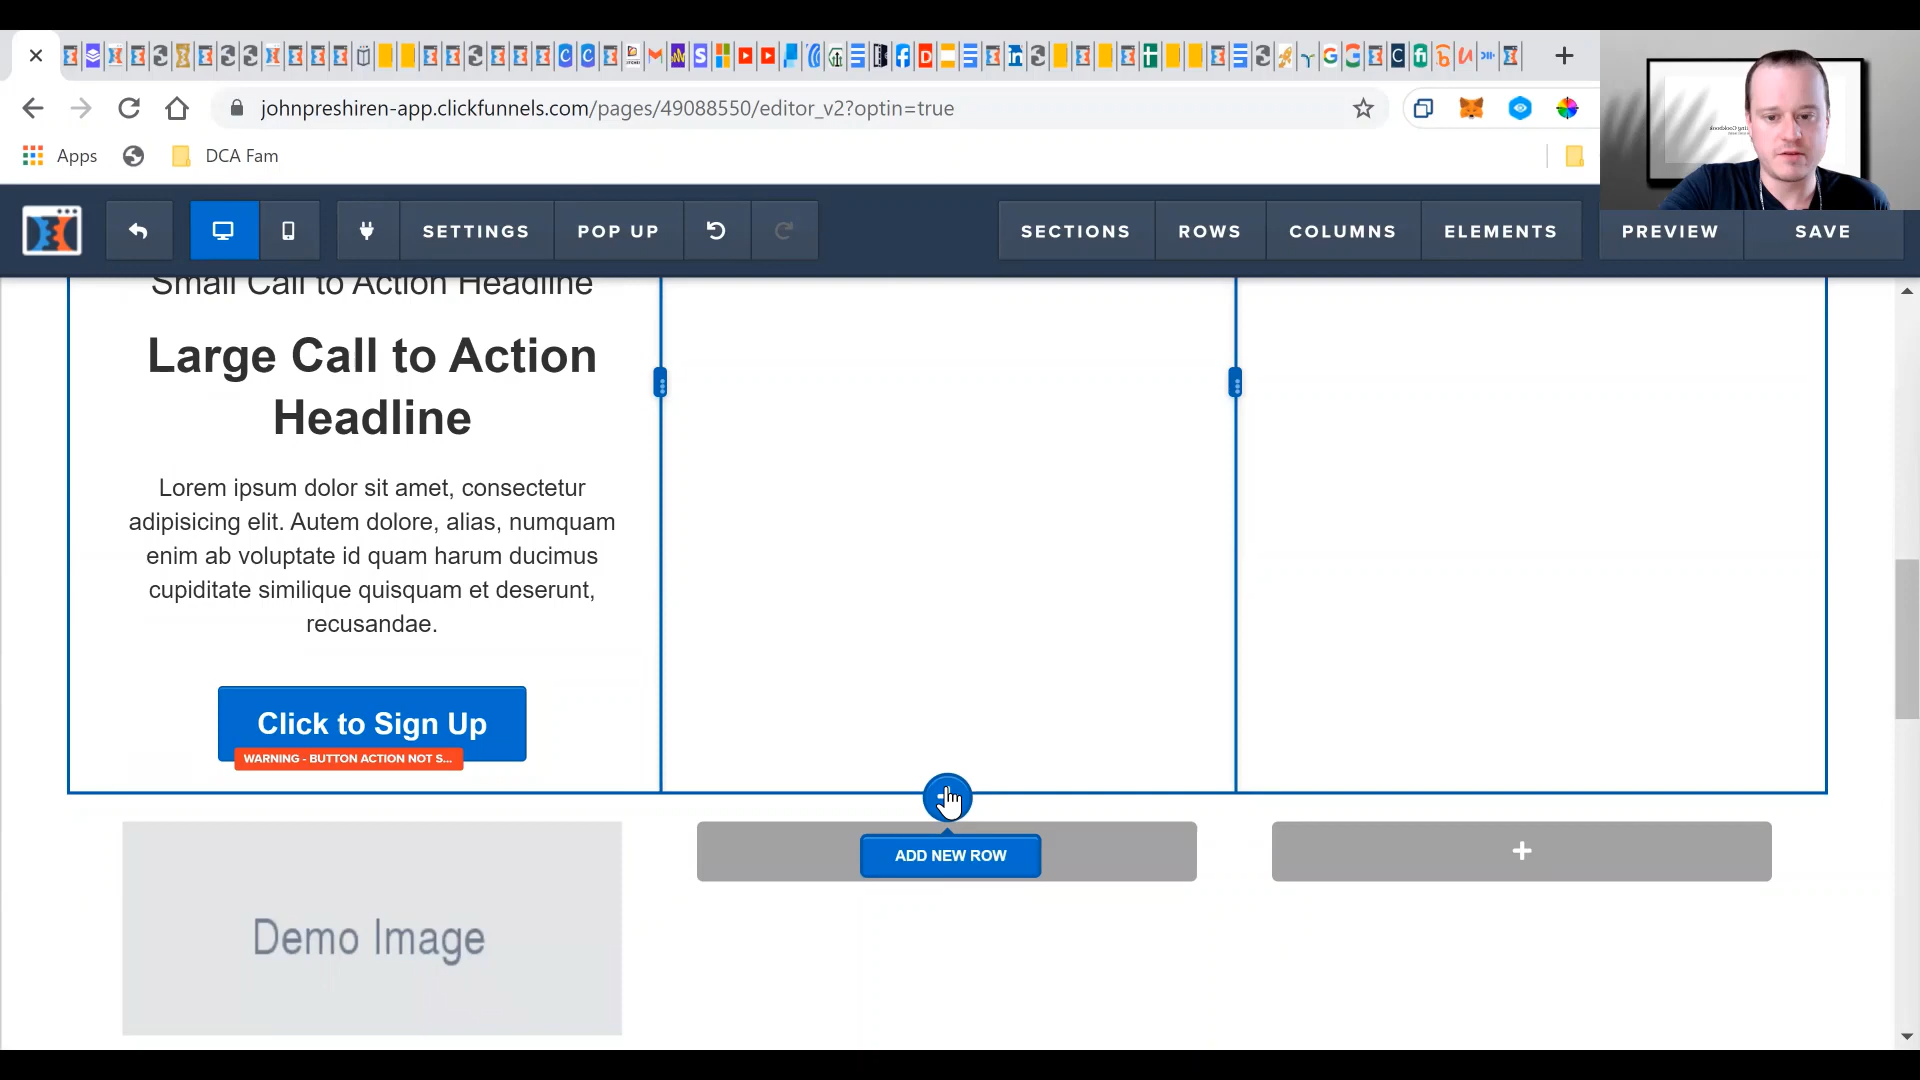 johnpreshiren-app.clickfunnels.com/pages/49088550/editor_v2?optin=true
Apps
DCA Fam
SETTINGS
POP UP
SECTIONS
ROWS
COLUMNS
ELEMENTS
PREVIEW
SAVE
Small Call to Action Headline
Large Call to Action
Headline
Lorem ipsum dolor sit amet, consectetur
adipisicing elit. Autem dolore, alias, numquam
enim ab voluptate id quam harum ducimus
cupiditate similique quisquam et deserunt,
recusandae.
Click to Sign Up
WARNING - BUTTON ACTION NOT S...
ADD NEW ROW
Demo Image